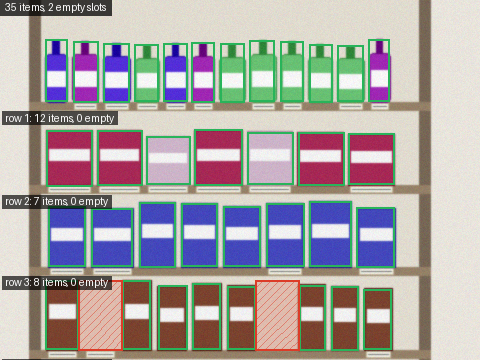 35 items, 2 empty slots
row 1: 12 items, 0 empty
row 2: 7 items, 0 empty
row 3: 8 items, 0 empty